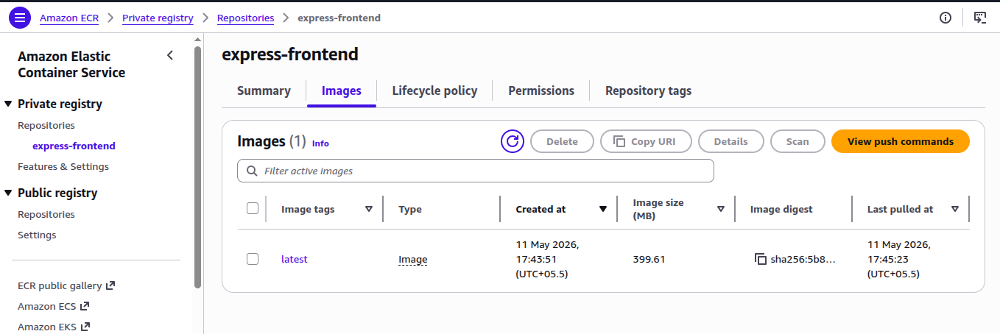 Amazon ECR > Private registry > Repositories > express-frontend
Amazon Elastic
Container Service
Private registry
Repositories
express-frontend
Features & Settings
Public registry
Repositories
Settings
ECR public gallery
Amazon ECS
Amazon EKS
express-frontend
Summary Images Lifecycle policy Permissions Repository tags
Images (1) Info Delete Copy URI Details Scan View push commands
Filter active images
Image tags Type Created at Image size (MB) Image digest Last pulled at
latest Image 11 May 2026, 17:43:51 (UTC+05.5) 399.61 sha256:5b8... 11 May 2026, 17:45:23 (UTC+05.5)